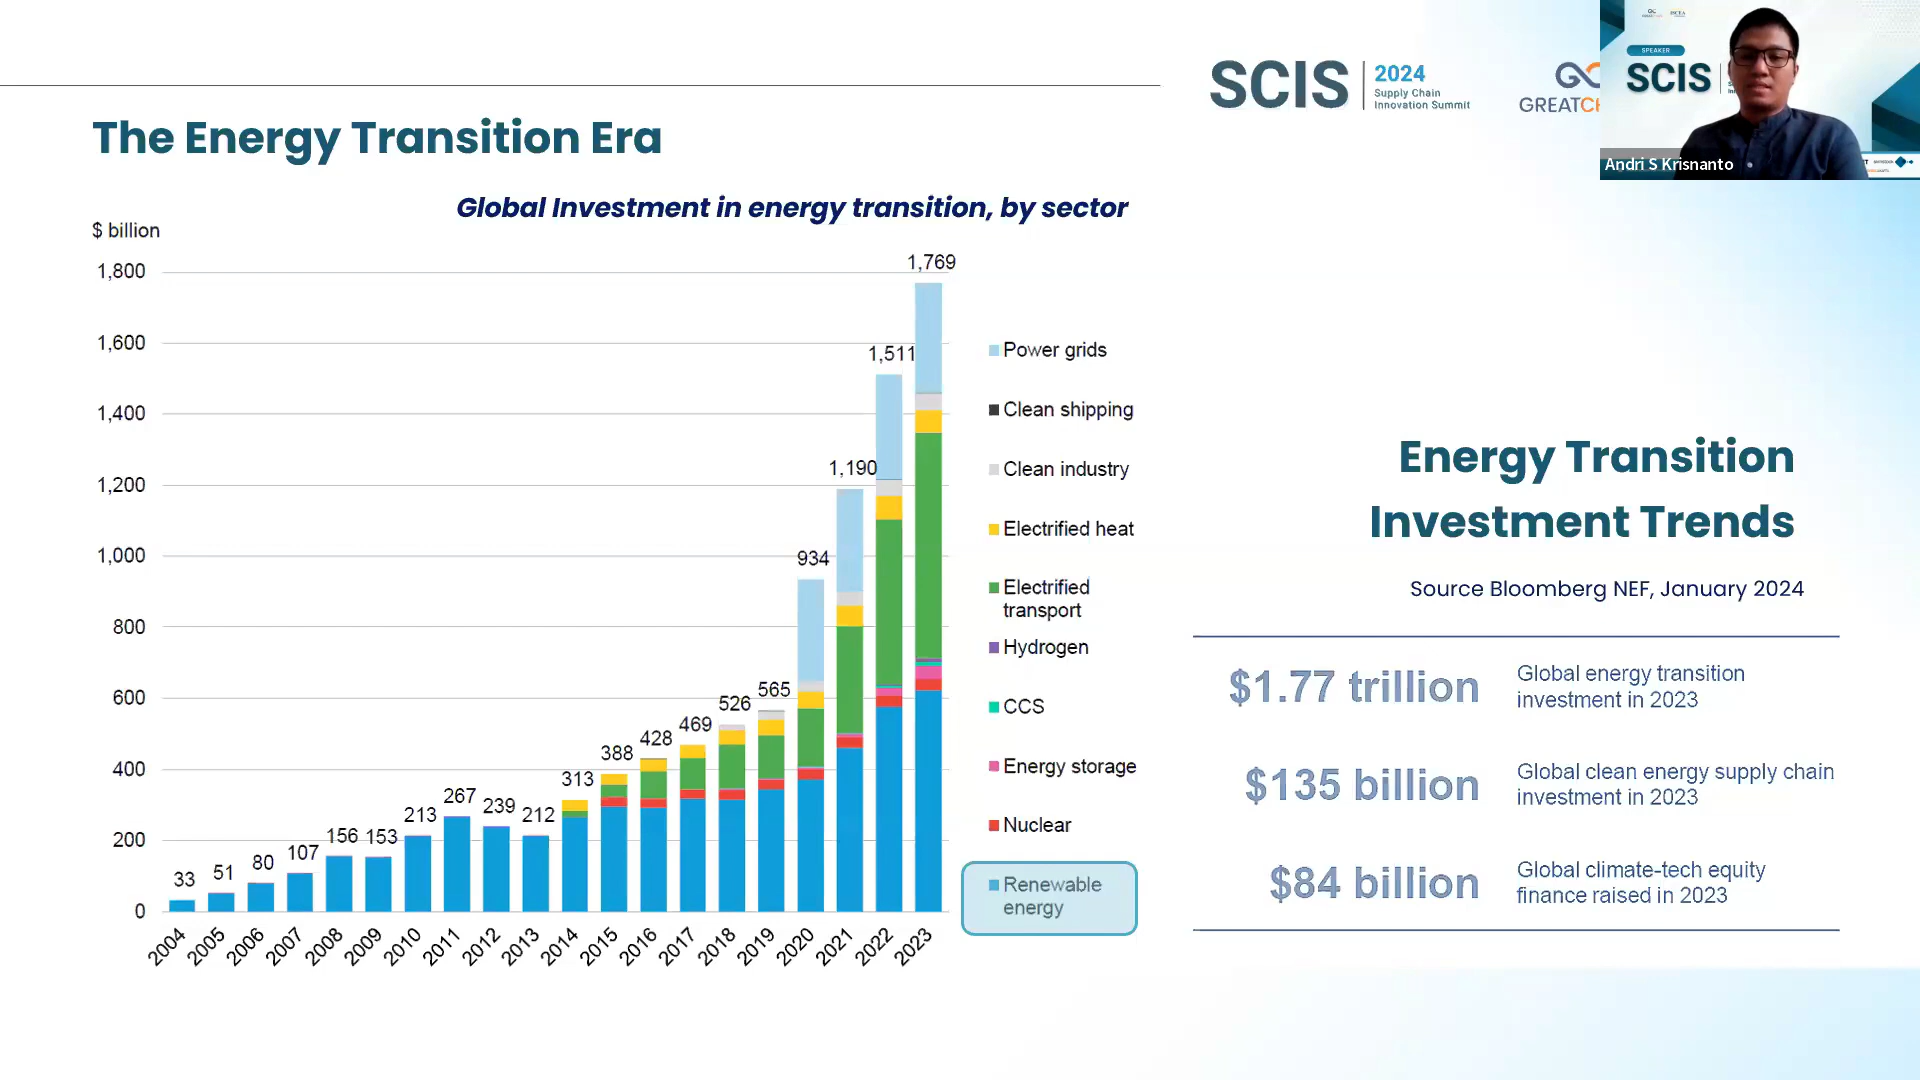 SCIS
2024
Supply Chain
Innovation Summit
SPEAKER
SCIS
Andri S Krisnanto
The Energy Transition Era
Global Investment in energy transition, by sector
$ billion
1,800
1,600
1,400
1,200
1,000
800
600
400
200
0
33
51
80
107
156
153
213
267
239
212
313
388
428
469
526
565
934
1,190
1,511
1,769
2004
2005
2006
2007
2008
2009
2010
2011
2012
2013
2014
2015
2016
2017
2018
2019
2020
2021
2022
2023
Power grids
Clean shipping
Clean industry
Electrified heat
Electrified
transport
Hydrogen
CCS
Energy storage
Nuclear
Renewable
energy
Energy Transition
Investment Trends
Source Bloomberg NEF, January 2024
$1.77 trillion
Global energy transition
investment in 2023
$135 billion
Global clean energy supply chain
investment in 2023
$84 billion
Global climate-tech equity
finance raised in 2023